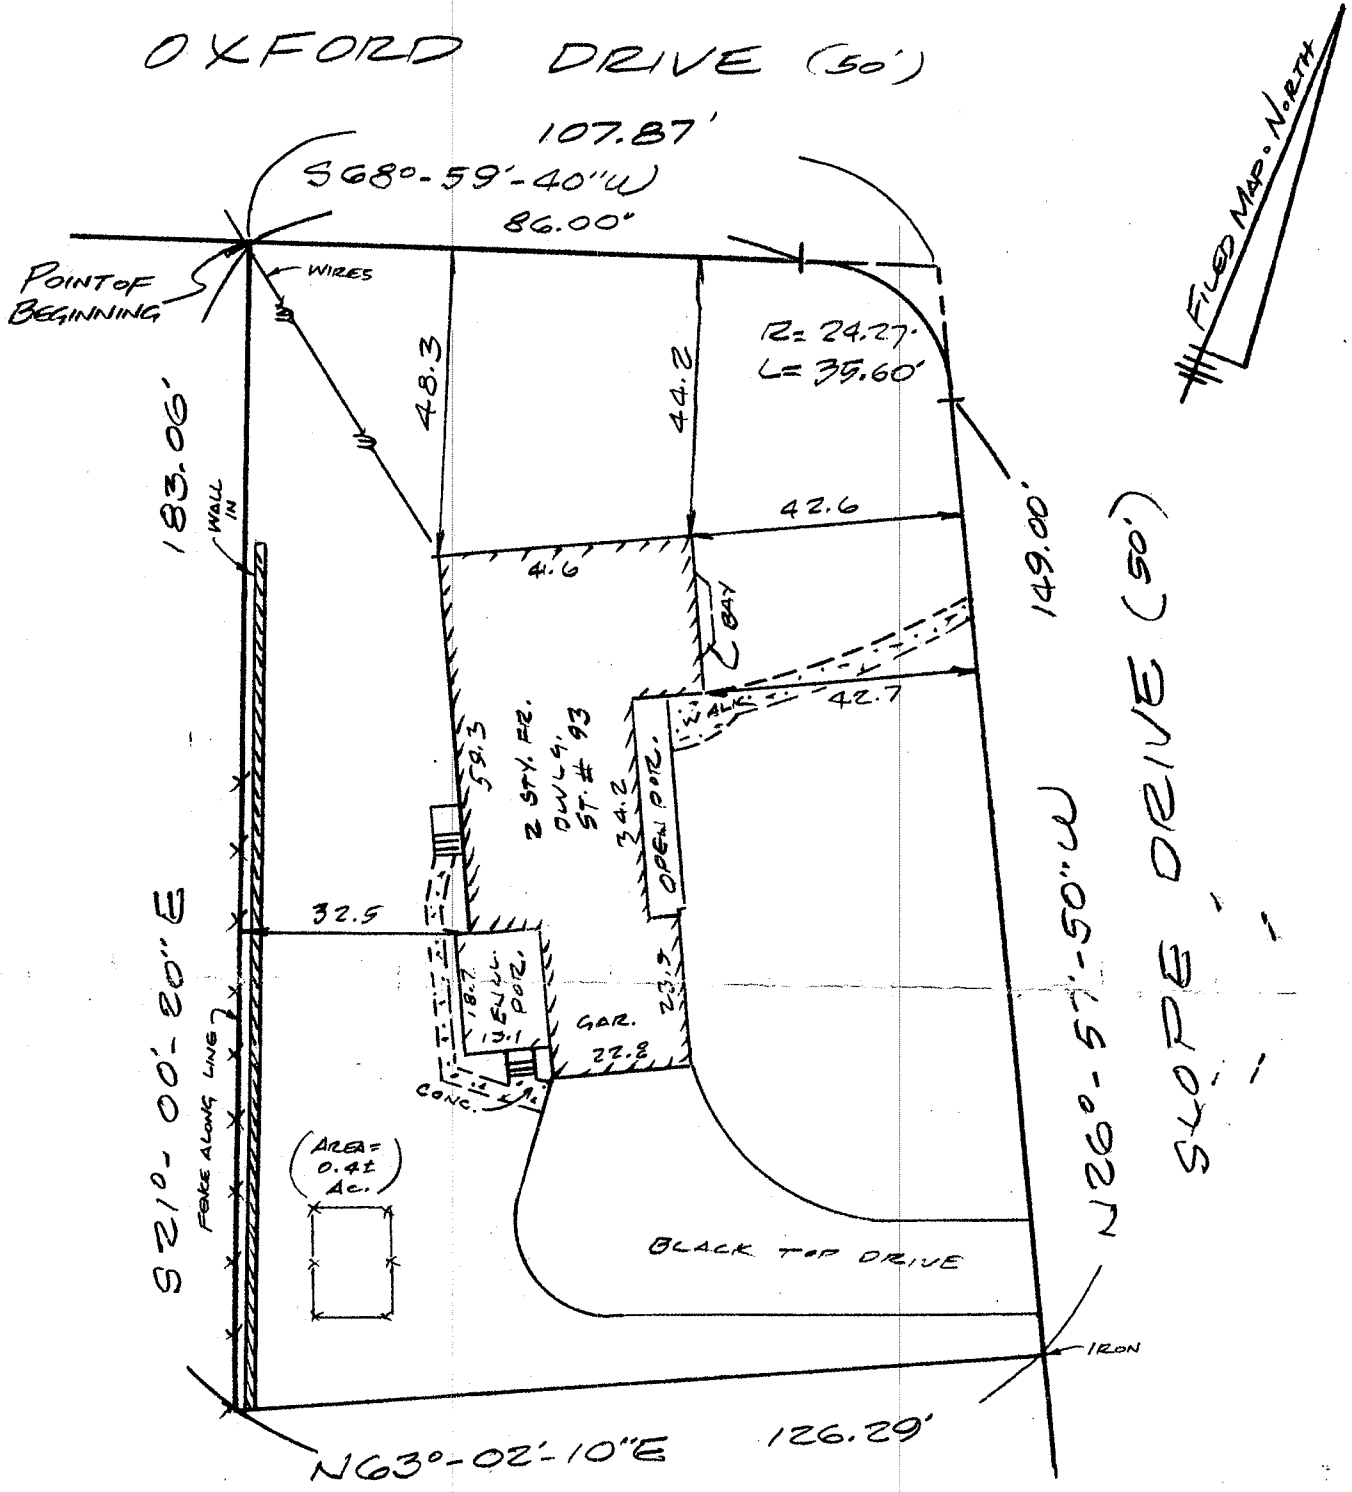 OXFORD DRIVE (50')
107.87'
S68°-59'-40"W
86.00'
FILED MAP. NORTH
POINT OF
BEGINNING
WIRES
R= 24.27'
L= 35.60'
48.3
44.2
183.06'
WALL
IN
42.6
149.00'
41.6
BAY
SLOPE DRIVE (50')
WALK
42.7
59.3
2 STY. FR.
DWLG.
ST. # 93
34.2
OPEN POR.
32.5
S21°-00'-20"E
FENCE ALONG LINE
18.7
ENCL.
POR.
13.1
23.9
GAR.
22.8
CONC.
N26°-57'-50"W
(AREA=
0.4±
AC.)
BLACK TOP DRIVE
IRON
N63°-02'-10"E
126.29'